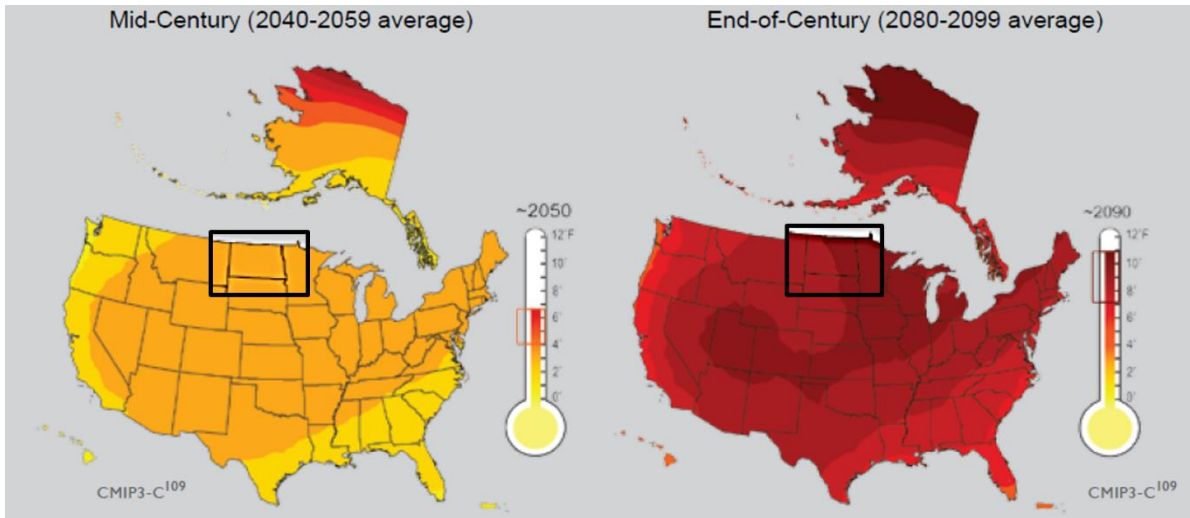 Mid-Century (2040-2059 average)
End-of-Century (2080-2099 average)
~2050
12˚F
10'
8'
6'
4'
2'
0'
CMIP3-C109
~2090
12˚F
10'
8'
6'
4'
2'
0'
CMIP3-C109